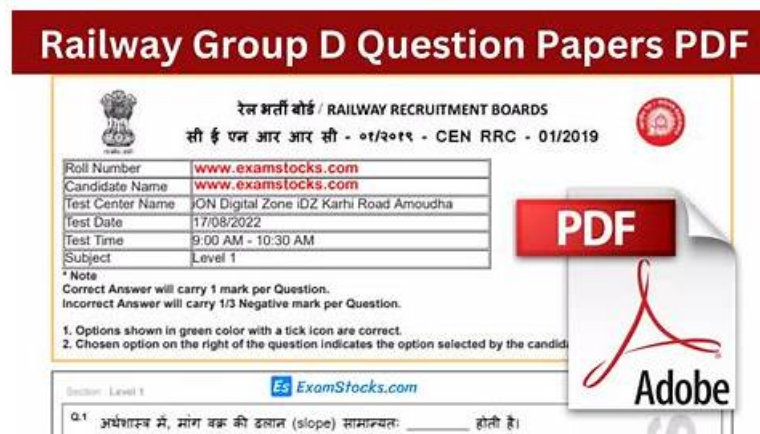 Railway Group D Question Papers PDF
रेल भर्ती बोर्ड / RAILWAY RECRUITMENT BOARDS
सी ई एन आर आर सी - ०१/२०१९ - CEN RRC - 01/2019
Roll Number www.examstocks.com
Candidate Name www.examstocks.com
Test Center Name iON Digital Zone iDZ Karhi Road Amoudha
Test Date 17/08/2022
Test Time 9:00 AM - 10:30 AM
Subject Level 1
* Note
Correct Answer will carry 1 mark per Question.
Incorrect Answer will carry 1/3 Negative mark per Question.
1. Options shown in green color with a tick icon are correct.
2. Chosen option on the right of the question indicates the option selected by the candida
PDF
Adobe
Section : Level 1
Es ExamStocks.com
Q.1 अर्थशास्त्र में, मांग वक्र की ढलान (slope) सामान्यतः ________ होती है।